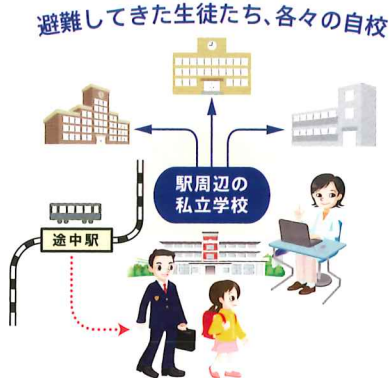 避難してきた生徒たち、各々の自校
駅周辺の
私立学校
途中駅